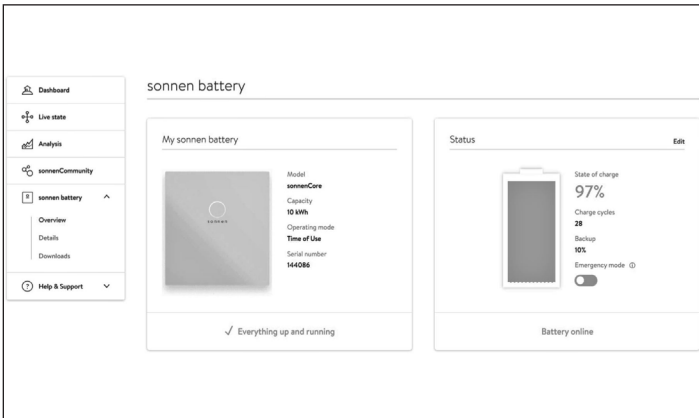 Dashboard
Live state
Analysis
sonnenCommunity
sonnen battery
Overview
Details
Downloads
Help & Support
sonnen battery
My sonnen battery
sonnen
Model
sonnenCore
Capacity
10 kWh
Operating mode
Time of Use
Serial number
144086
✓ Everything up and running
Status
Edit
State of charge
97%
Charge cycles
28
Backup
10%
Emergency mode
Battery online